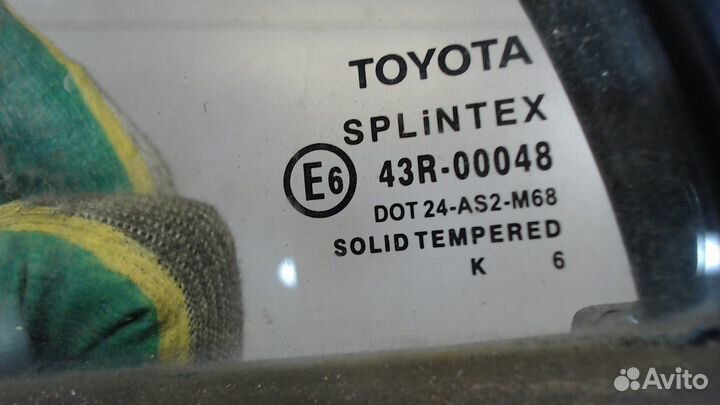 TOYOTA
SPLiNTEX
E6 43R-00048
DOT 24-AS2-M68
SOLID TEMPERED
K 6
Avito